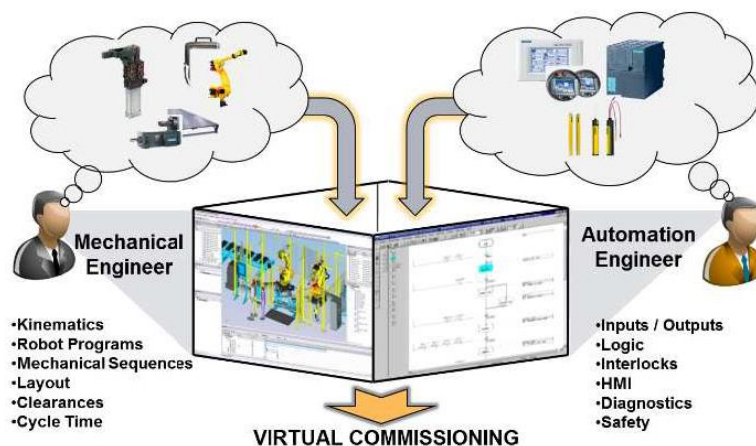 Mechanical
Engineer
Automation
Engineer
•Kinematics
•Robot Programs
•Mechanical Sequences
•Layout
•Clearances
•Cycle Time
•Inputs / Outputs
•Logic
•Interlocks
•HMI
•Diagnostics
•Safety
VIRTUAL COMMISSIONING